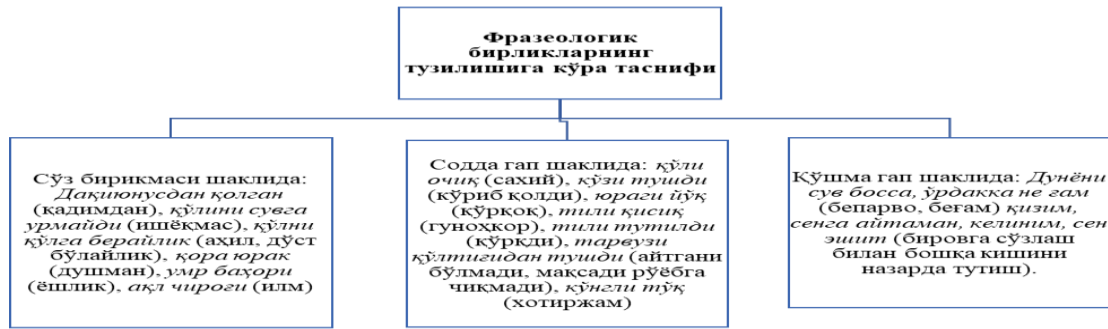 Фразеологик
бирликларнинг
тузилишига кўра таснифи
Сўз бирикмаси шаклида:
Дақиюнусдан қолган
(қадимдан), қўлини сувга
урмайди (ишёқмас), қўлни
қўлга берайлик (аҳил, дўст
бўлайлик), қора юрак
(душман), умр баҳори
(ёшлик), ақл чироғи (илм)
Содда гап шаклида: қўли
очиқ (сахий), кўзи тушди
(кўриб қолди), юраги йўқ
(қўрқоқ), тили қисиқ
(гуноҳкор), тили тутилди
(қўрқди), тарвузи
қўлтиғидан тушди (айтгани
бўлмади, мақсади рўёбга
чиқмади), кўнгли тўқ
(хотиржам)
Қўшма гап шаклида: Дунёни
сув босса, ўрдакка не ғам
(бепарво, беғам) қизим,
сенга айтаман, келиним, сен
эшит (бировга сўзлаш
билан бошқа кишини
назарда тутиш).